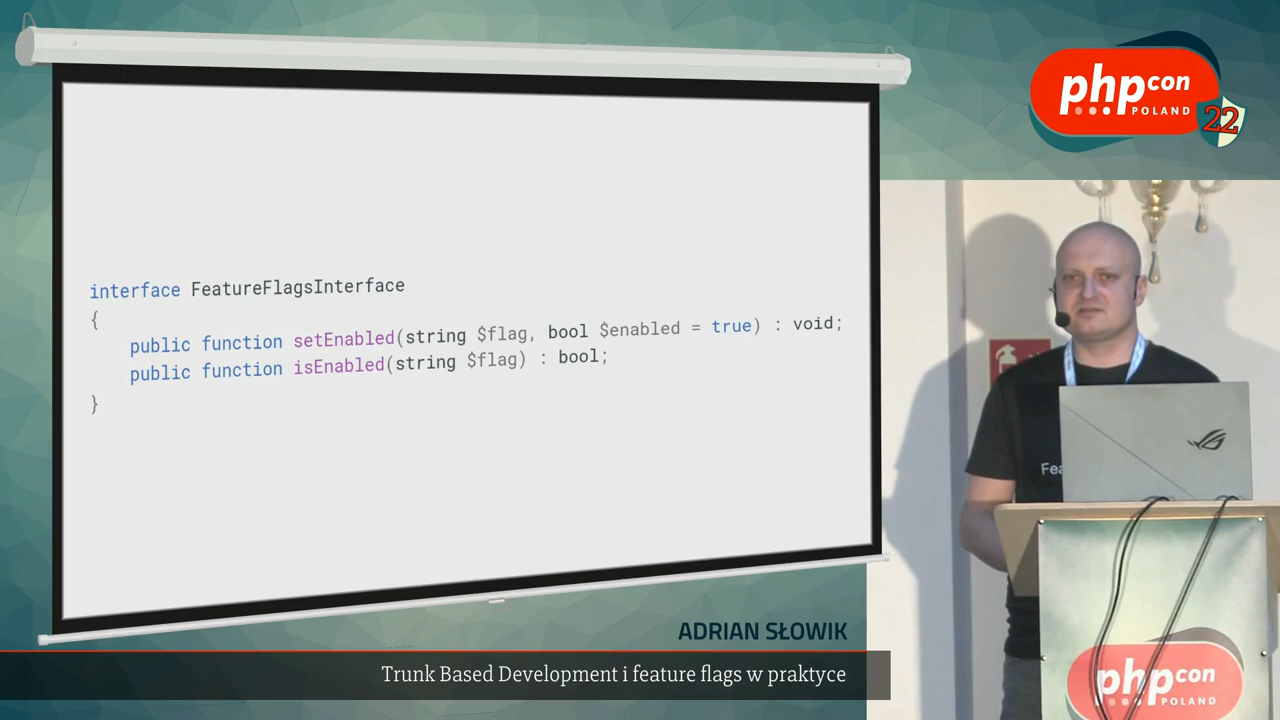 php con
POLAND
22
interface FeatureFlagsInterface
{
public function setEnabled(string $flag, bool $enabled = true) : void;
public function isEnabled(string $flag) : bool;
}
Fea
ADRIAN SŁOWIK
Trunk Based Development i feature flags w praktyce
php con
POLAND